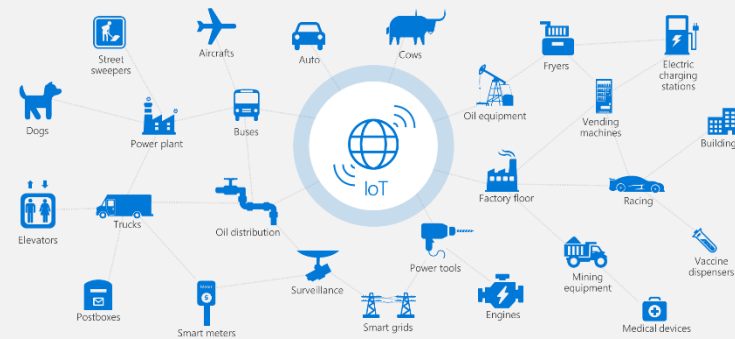 Street
sweepers
Aircrafts
Auto
Cows
Fryers
Electric
charging
stations
Dogs
Power plant
Buses
Oil equipment
Vending
machines
Building
IoT
Elevators
Trucks
Oil distribution
Factory floor
Racing
Vaccine
dispensers
Postboxes
Smart meters
Surveillance
Power tools
Smart grids
Engines
Mining
equipment
Medical devices